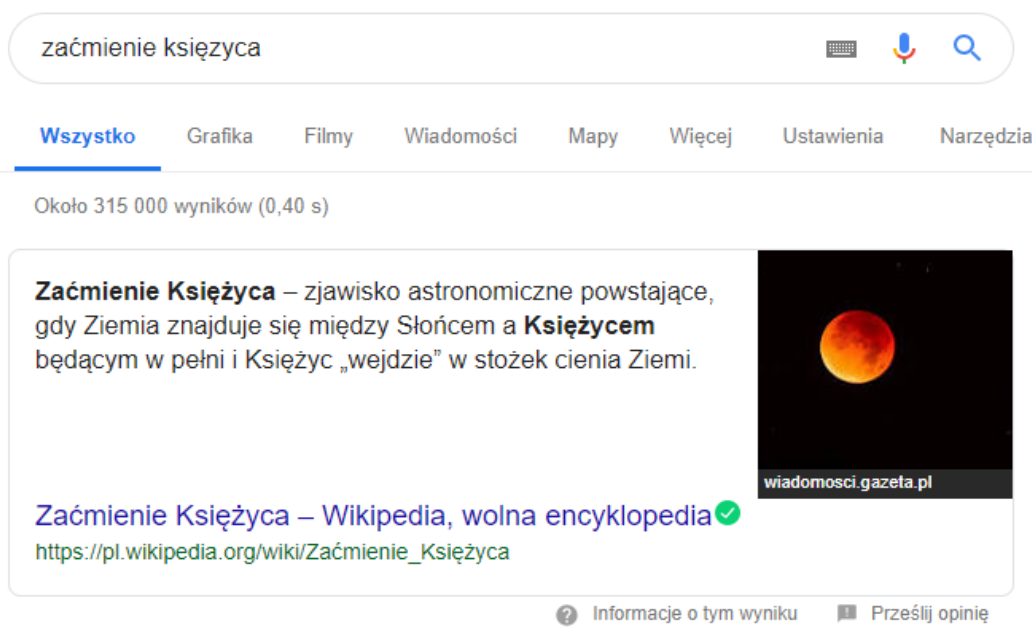 zaćmienie księzyca
Wszystko Grafika Filmy Wiadomości Mapy Więcej Ustawienia Narzędzia
Około 315 000 wyników (0,40 s)
Zaćmienie Księżyca – zjawisko astronomiczne powstające,
gdy Ziemia znajduje się między Słońcem a Księżycem
będącym w pełni i Księżyc „wejdzie” w stożek cienia Ziemi.
wiadomosci.gazeta.pl
Zaćmienie Księżyca – Wikipedia, wolna encyklopedia
https://pl.wikipedia.org/wiki/Zaćmienie_Księżyca
Informacje o tym wyniku Prześlij opinię